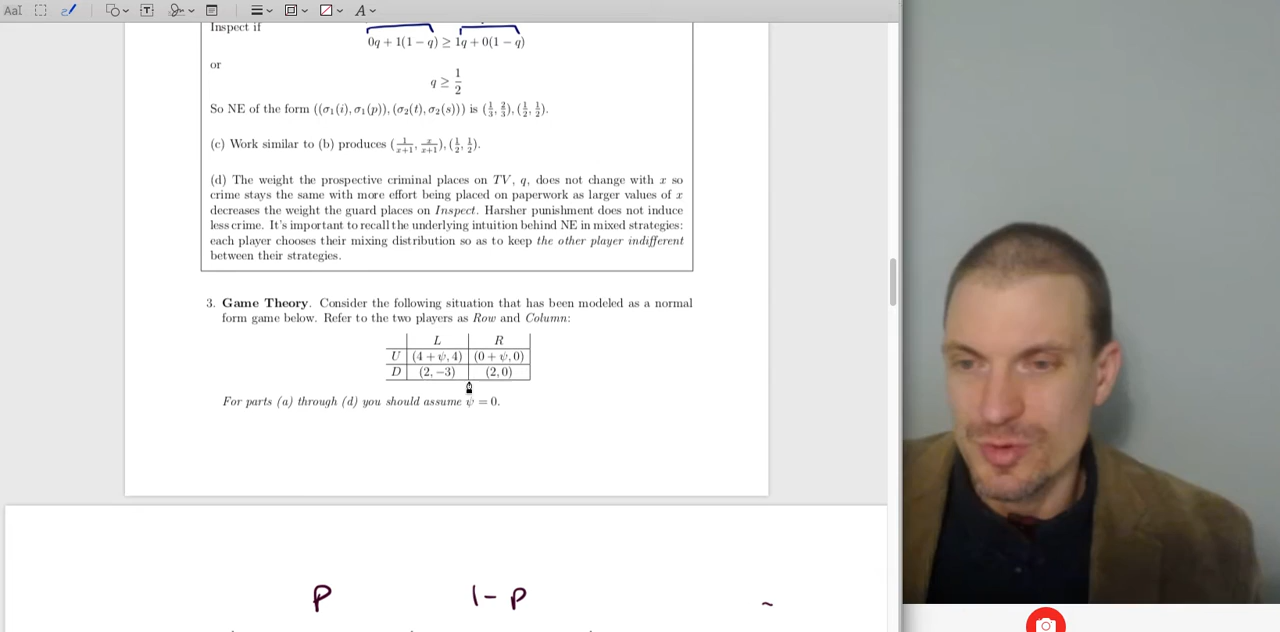 AaI A
Inspect if
0q + 1(1 − q) ≥ 1q + 0(1 − q)
or
q ≥ 1/2
So NE of the form ((σ₁(i), σ₁(p)), (σ₂(t), σ₂(s))) is (1/3, 2/3), (1/2, 1/2).
(c) Work similar to (b) produces (1/(x+1), x/(x+1)), (1/2, 1/2).
(d) The weight the prospective criminal places on TV, q, does not change with x so
crime stays the same with more effort being placed on paperwork as larger values of x
decreases the weight the guard places on Inspect. Harsher punishment does not induce
less crime. It's important to recall the underlying intuition behind NE in mixed strategies:
each player chooses their mixing distribution so as to keep the other player indifferent
between their strategies.
3. Game Theory. Consider the following situation that has been modeled as a normal
form game below. Refer to the two players as Row and Column:
L R
U (4 + ψ, 4) (0 + ψ, 0)
D (2, −3) (2, 0)
For parts (a) through (d) you should assume ψ = 0.
P 1 - P